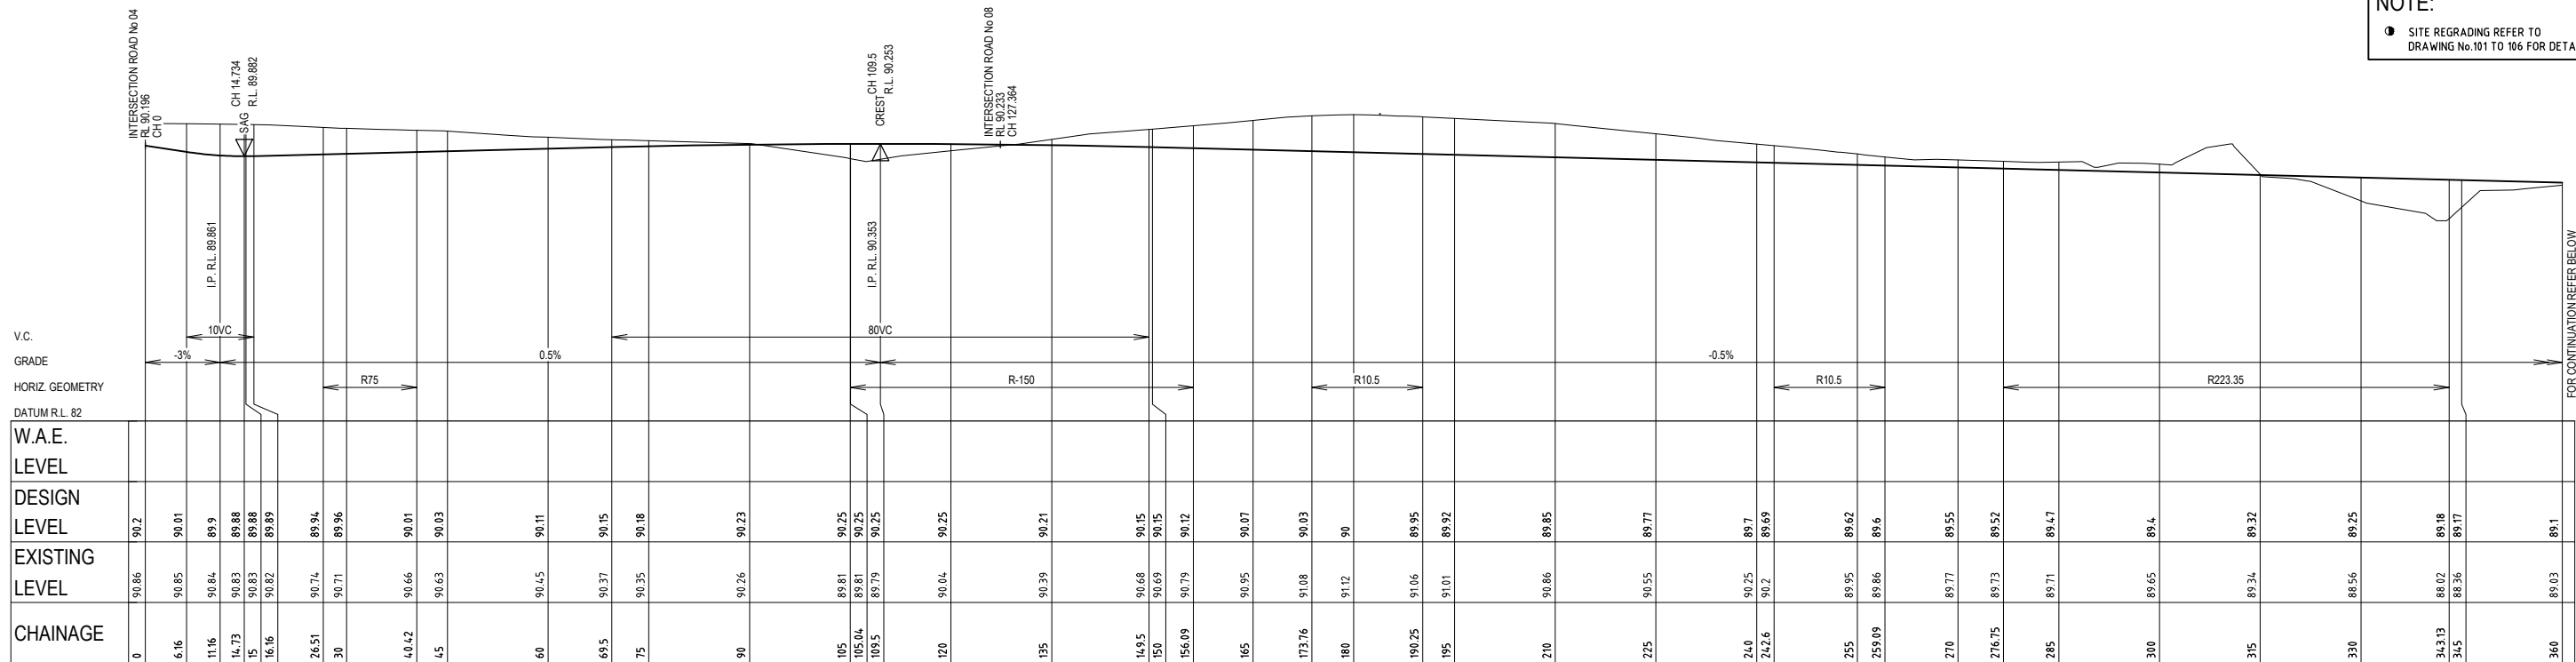 NOTE:
SITE REGRADING REFER TO
DRAWING No.101 TO 106 FOR DETA
INTERSECTION ROAD No 04
RL 90.196
CH 0
CH 14.734
R.L. 89.882
SAG
CREST
CH 109.5
R.L. 90.253
INTERSECTION ROAD No 08
RL 90.233
CH 127.364
I.P. R.L. 89.861
I.P. R.L. 90.353
FOR CONTINUATION REFER BELOW
V.C. 10VC 80VC
GRADE -3% 0.5% -0.5%
HORIZ. GEOMETRY R75 R-150 R10.5 R10.5 R223.35
DATUM R.L. 82
W.A.E.
LEVEL
DESIGN
LEVEL 90.2 90.01 89.9 89.88 89.88 89.89 89.94 89.96 90.01 90.03 90.11 90.15 90.18 90.23 90.25 90.25 90.25 90.25 90.21 90.15 90.15 90.12 90.07 90.03 90 89.95 89.92 89.85 89.77 89.7 89.69 89.62 89.6 89.55 89.52 89.47 89.4 89.32 89.25 89.18 89.17 89.1
EXISTING
LEVEL 90.86 90.85 90.84 90.83 90.83 90.82 90.74 90.71 90.66 90.63 90.45 90.37 90.35 90.26 89.81 89.81 89.79 90.04 90.39 90.68 90.69 90.79 90.95 91.08 91.12 91.06 91.01 90.86 90.55 90.25 90.2 89.95 89.86 89.77 89.73 89.71 89.65 89.34 88.56 88.02 88.36 89.03
CHAINAGE 0 6.16 11.16 14.73 15 16.16 26.51 30 40.42 45 60 69.5 75 90 105 105.04 109.5 120 135 149.5 150 156.09 165 173.76 180 190.25 195 210 225 240 242.6 255 259.09 270 276.75 285 300 315 330 343.13 345 360